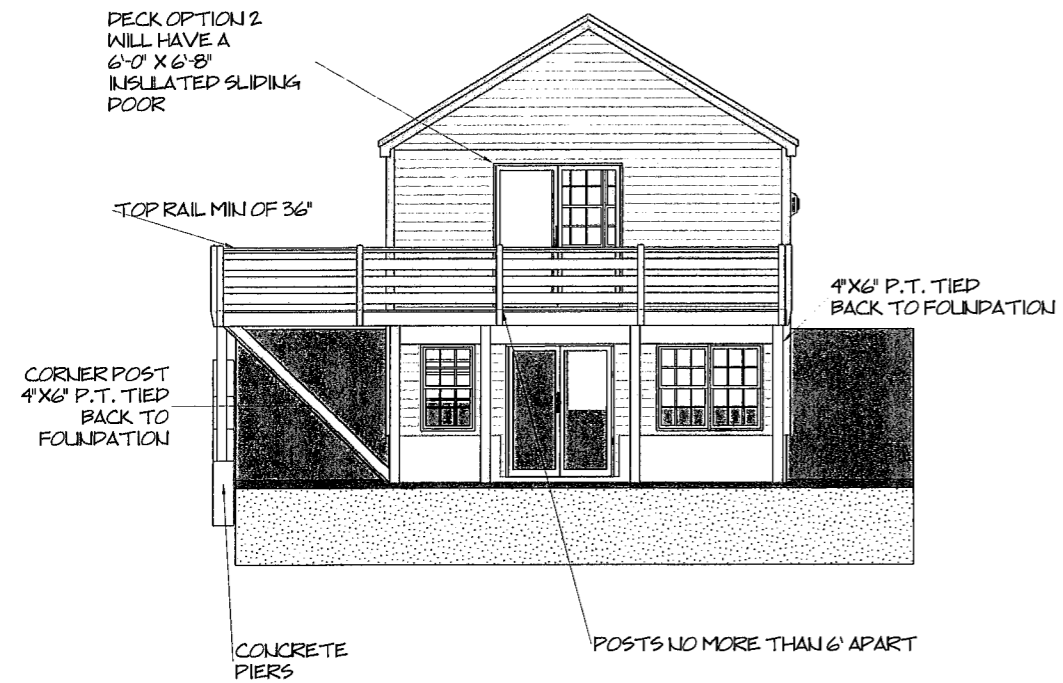 DECK OPTION 2
WILL HAVE A
6'-0" X 6'-8"
INSULATED SLIDING
DOOR
TOP RAIL MIN OF 36"
4"X6" P.T. TIED
BACK TO FOUNDATION
CORNER POST
4"X6" P.T. TIED
BACK TO
FOUNDATION
POSTS NO MORE THAN 6' APART
CONCRETE
PIERS